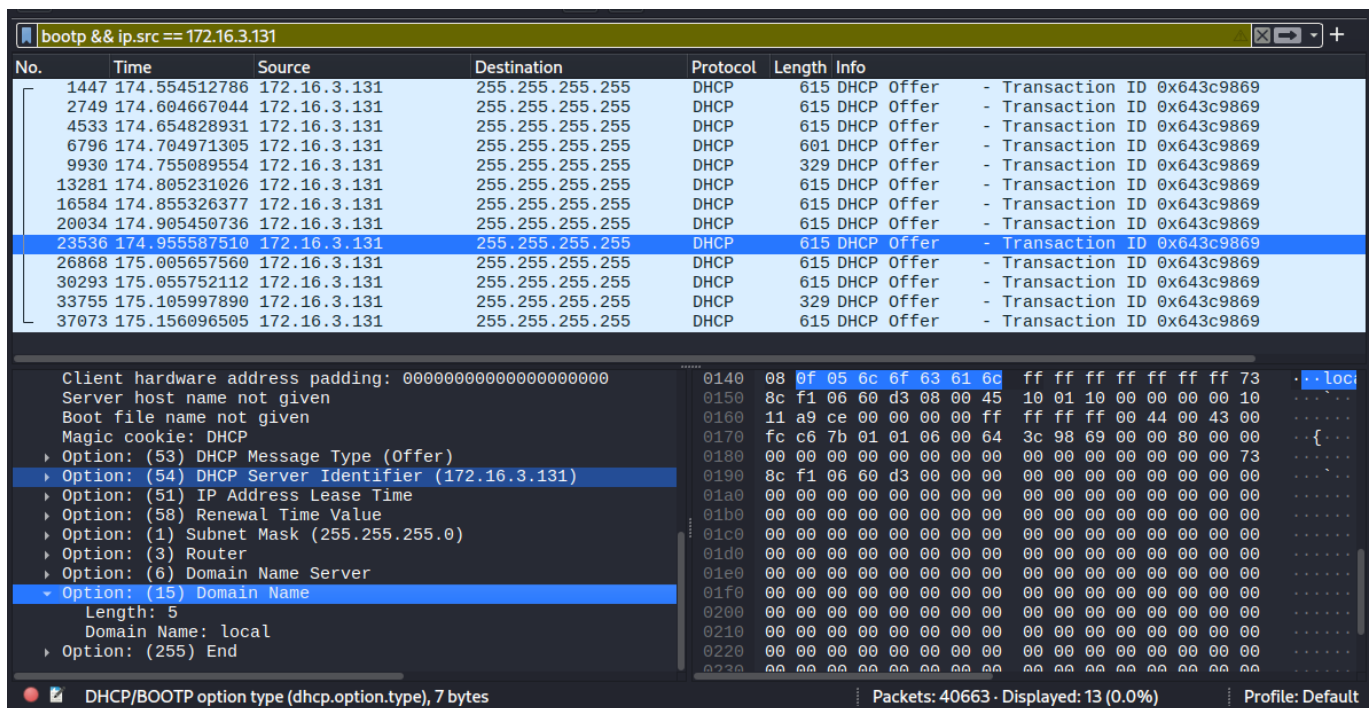 bootp && ip.src == 172.16.3.131
No. Time Source Destination Protocol Length Info
1447 174.554512786 172.16.3.131 255.255.255.255 DHCP 615 DHCP Offer - Transaction ID 0x643c9869
2749 174.604667044 172.16.3.131 255.255.255.255 DHCP 615 DHCP Offer - Transaction ID 0x643c9869
4533 174.654828931 172.16.3.131 255.255.255.255 DHCP 615 DHCP Offer - Transaction ID 0x643c9869
6796 174.704971305 172.16.3.131 255.255.255.255 DHCP 601 DHCP Offer - Transaction ID 0x643c9869
9930 174.755089554 172.16.3.131 255.255.255.255 DHCP 329 DHCP Offer - Transaction ID 0x643c9869
13281 174.805231026 172.16.3.131 255.255.255.255 DHCP 615 DHCP Offer - Transaction ID 0x643c9869
16584 174.855326377 172.16.3.131 255.255.255.255 DHCP 615 DHCP Offer - Transaction ID 0x643c9869
20034 174.905450736 172.16.3.131 255.255.255.255 DHCP 615 DHCP Offer - Transaction ID 0x643c9869
23536 174.955587510 172.16.3.131 255.255.255.255 DHCP 615 DHCP Offer - Transaction ID 0x643c9869
26868 175.005657560 172.16.3.131 255.255.255.255 DHCP 615 DHCP Offer - Transaction ID 0x643c9869
30293 175.055752112 172.16.3.131 255.255.255.255 DHCP 615 DHCP Offer - Transaction ID 0x643c9869
33755 175.105997890 172.16.3.131 255.255.255.255 DHCP 329 DHCP Offer - Transaction ID 0x643c9869
37073 175.156096505 172.16.3.131 255.255.255.255 DHCP 615 DHCP Offer - Transaction ID 0x643c9869
Client hardware address padding: 00000000000000000000
Server host name not given
Boot file name not given
Magic cookie: DHCP
Option: (53) DHCP Message Type (Offer)
Option: (54) DHCP Server Identifier (172.16.3.131)
Option: (51) IP Address Lease Time
Option: (58) Renewal Time Value
Option: (1) Subnet Mask (255.255.255.0)
Option: (3) Router
Option: (6) Domain Name Server
Option: (15) Domain Name
Length: 5
Domain Name: local
Option: (255) End
0140 08 0f 05 6c 6f 63 61 6c ff ff ff ff ff ff ff 73 ···loca
0150 8c f1 06 60 d3 08 00 45 10 01 10 00 00 00 00 10 ···`··
0160 11 a9 ce 00 00 00 00 ff ff ff ff 00 44 00 43 00 ······
0170 fc c6 7b 01 01 06 00 64 3c 98 69 00 00 80 00 00 ··{···
0180 00 00 00 00 00 00 00 00 00 00 00 00 00 00 00 73 ······
0190 8c f1 06 60 d3 00 00 00 00 00 00 00 00 00 00 00 ···`··
01a0 00 00 00 00 00 00 00 00 00 00 00 00 00 00 00 00 ······
01b0 00 00 00 00 00 00 00 00 00 00 00 00 00 00 00 00 ······
01c0 00 00 00 00 00 00 00 00 00 00 00 00 00 00 00 00 ······
01d0 00 00 00 00 00 00 00 00 00 00 00 00 00 00 00 00 ······
01e0 00 00 00 00 00 00 00 00 00 00 00 00 00 00 00 00 ······
01f0 00 00 00 00 00 00 00 00 00 00 00 00 00 00 00 00 ······
0200 00 00 00 00 00 00 00 00 00 00 00 00 00 00 00 00 ······
0210 00 00 00 00 00 00 00 00 00 00 00 00 00 00 00 00 ······
0220 00 00 00 00 00 00 00 00 00 00 00 00 00 00 00 00 ······
0230 00 00 00 00 00 00 00 00 00 00 00 00 00 00 00 00
DHCP/BOOTP option type (dhcp.option.type), 7 bytes Packets: 40663 · Displayed: 13 (0.0%) Profile: Default